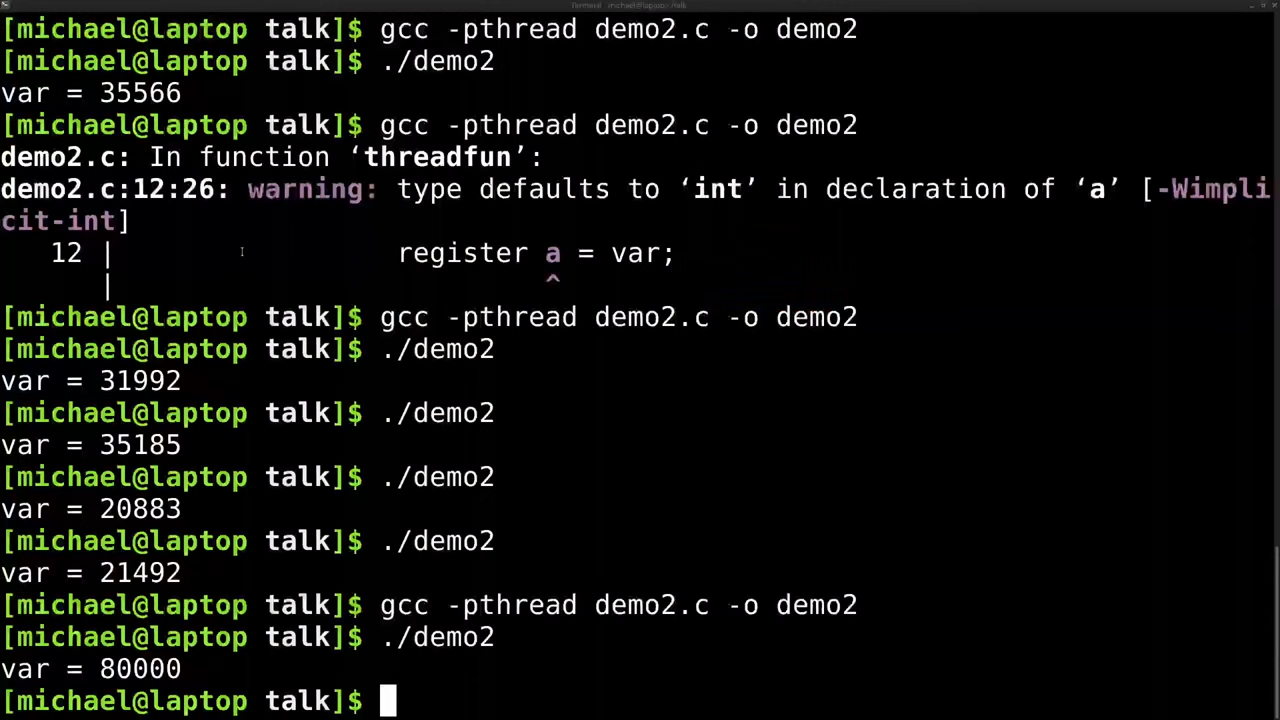 Terminal - michael@laptop:~/talk
[michael@laptop talk]$ gcc -pthread demo2.c -o demo2
[michael@laptop talk]$ ./demo2
var = 35566
[michael@laptop talk]$ gcc -pthread demo2.c -o demo2
demo2.c: In function ‘threadfun’:
demo2.c:12:26: warning: type defaults to ‘int’ in declaration of ‘a’ [-Wimpli
cit-int]
12 | register a = var;
| ^
[michael@laptop talk]$ gcc -pthread demo2.c -o demo2
[michael@laptop talk]$ ./demo2
var = 31992
[michael@laptop talk]$ ./demo2
var = 35185
[michael@laptop talk]$ ./demo2
var = 20883
[michael@laptop talk]$ ./demo2
var = 21492
[michael@laptop talk]$ gcc -pthread demo2.c -o demo2
[michael@laptop talk]$ ./demo2
var = 80000
[michael@laptop talk]$